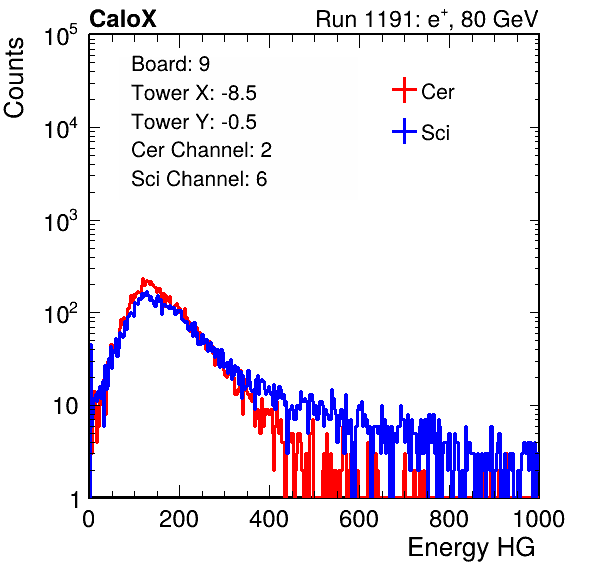 CaloX Run 1191: e⁺, 80 GeV
Counts
10⁵
10⁴
10³
10²
10
1
Board: 9
Tower X: -8.5
Tower Y: -0.5
Cer Channel: 2
Sci Channel: 6
Cer
Sci
0 200 400 600 800 1000
Energy HG